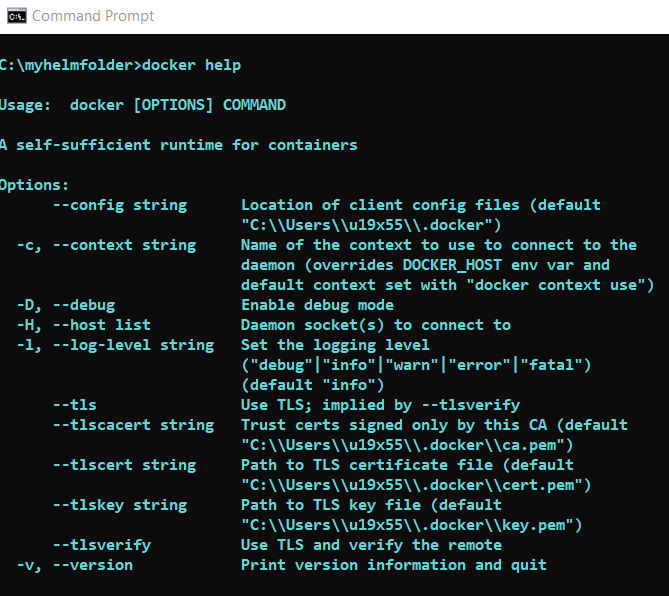 Command Prompt
C:\myhelmfolder>docker help
Usage:  docker [OPTIONS] COMMAND
A self-sufficient runtime for containers
Options:
      --config string      Location of client config files (default
                           "C:\\Users\\u19x55\\.docker")
  -c, --context string     Name of the context to use to connect to the
                           daemon (overrides DOCKER_HOST env var and
                           default context set with "docker context use")
  -D, --debug              Enable debug mode
  -H, --host list          Daemon socket(s) to connect to
  -l, --log-level string   Set the logging level
                           ("debug"|"info"|"warn"|"error"|"fatal")
                           (default "info")
      --tls                Use TLS; implied by --tlsverify
      --tlscacert string   Trust certs signed only by this CA (default
                           "C:\\Users\\u19x55\\.docker\\ca.pem")
      --tlscert string     Path to TLS certificate file (default
                           "C:\\Users\\u19x55\\.docker\\cert.pem")
      --tlskey string      Path to TLS key file (default
                           "C:\\Users\\u19x55\\.docker\\key.pem")
      --tlsverify          Use TLS and verify the remote
  -v, --version            Print version information and quit